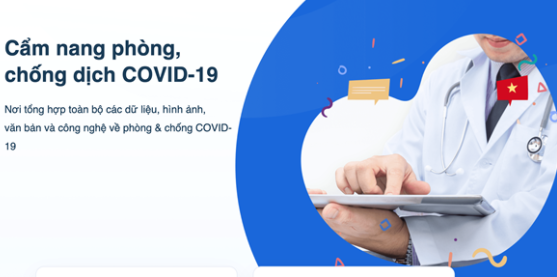 Cẩm nang phòng,
chống dịch COVID-19
Nơi tổng hợp toàn bộ các dữ liệu, hình ảnh,
văn bản và công nghệ về phòng & chống COVID-
19